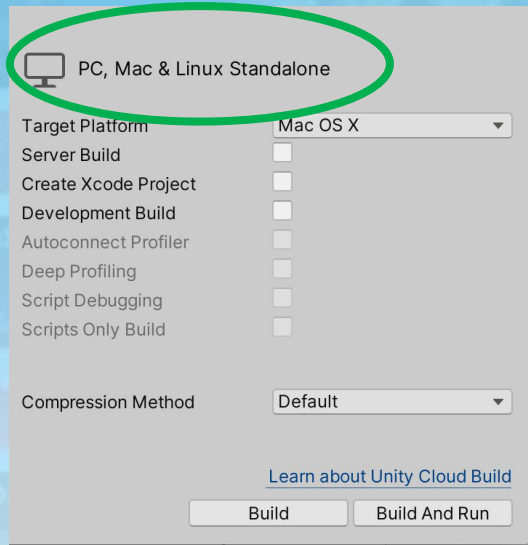 PC, Mac & Linux Standalone
Target Platform Mac OS X
Server Build
Create Xcode Project
Development Build
Autoconnect Profiler
Deep Profiling
Script Debugging
Scripts Only Build
Compression Method Default
Learn about Unity Cloud Build
Build Build And Run